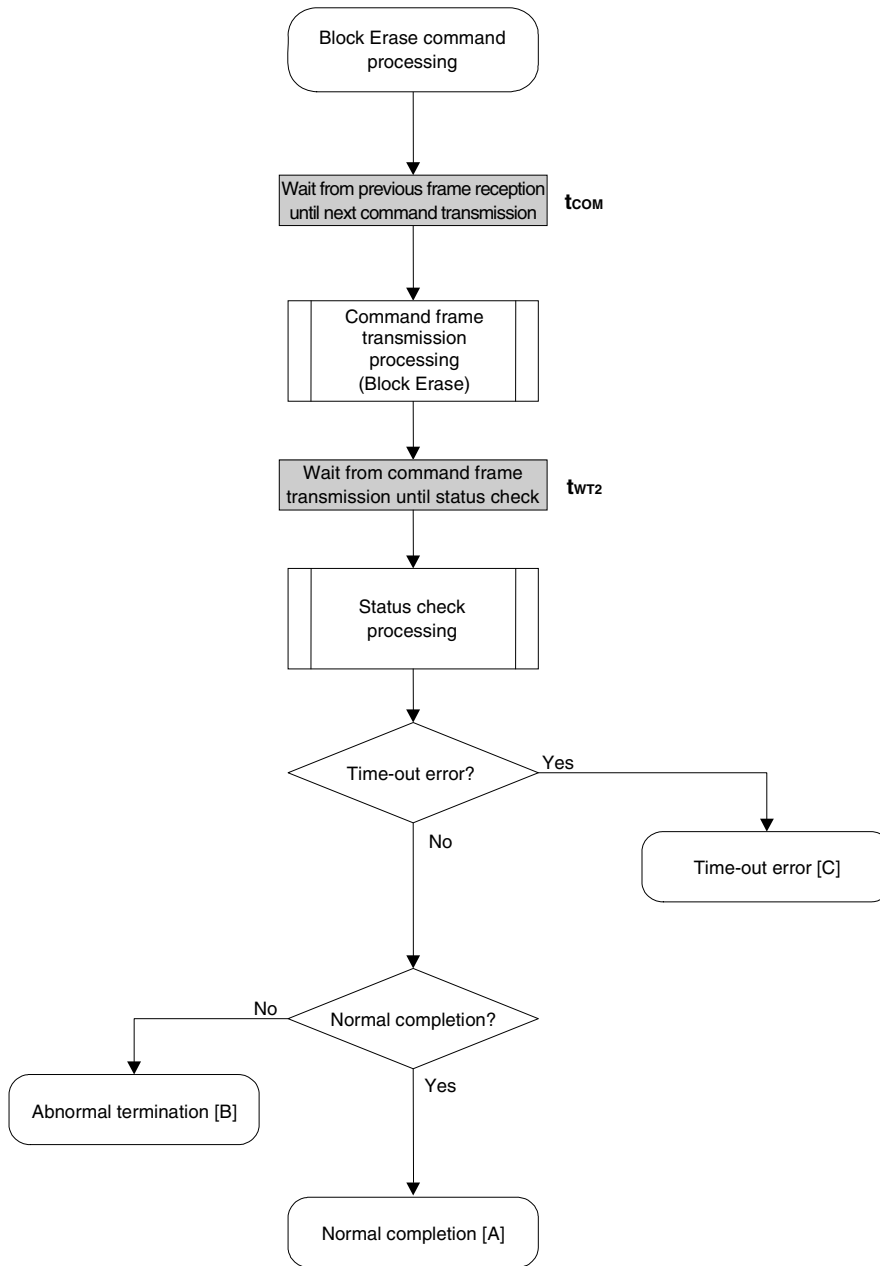 Block Erase command
processing
Wait from previous frame reception
until next command transmission
tCOM
Command frame
transmission
processing
(Block Erase)
Wait from command frame
transmission until status check
tWT2
Status check
processing
Time-out error?
Yes
No
Time-out error [C]
No
Normal completion?
Yes
Abnormal termination [B]
Normal completion [A]